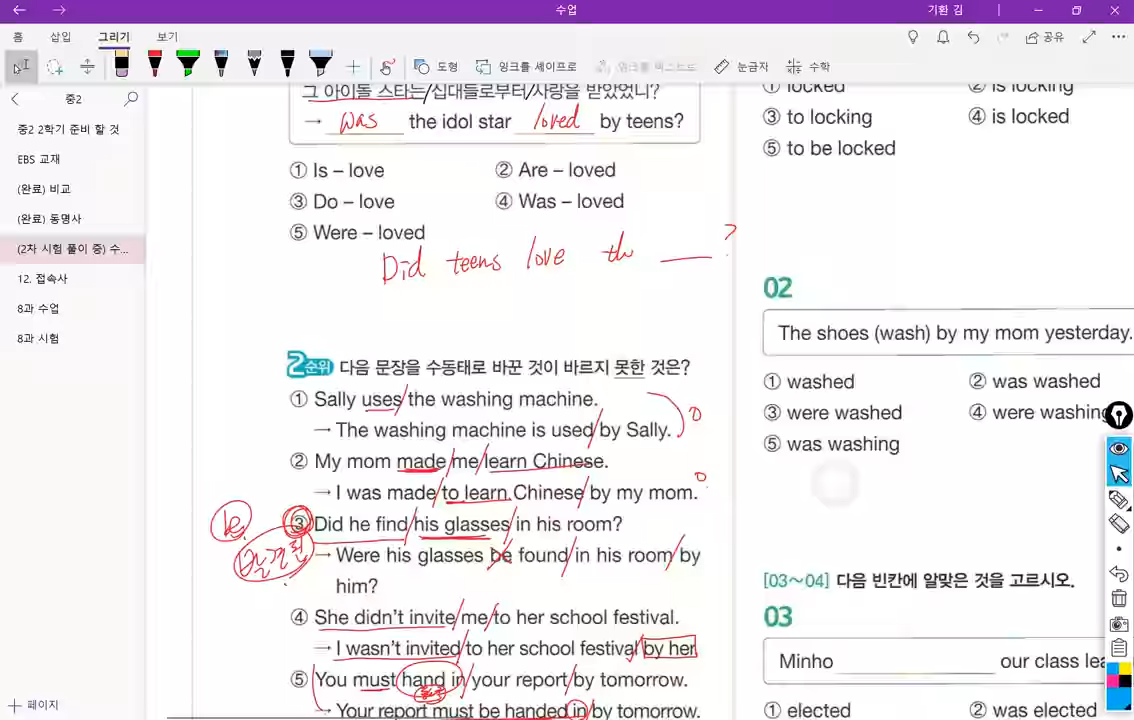 수업
기환 김
홈 삽입 그리기 보기
도형 잉크를 셰이프로 잉크를 텍스트로 눈금자 수학 공유
중2
중2 2학기 준비 할 것
EBS 교재
(완료) 비교
(완료) 동명사
(2차 시험 풀이 중) 수...
12. 접속사
8과 수업
8과 시험
페이지
그 아이돌 스타는/십대들로부터/사랑을 받았었니?
→ was the idol star loved by teens?
① Is – love ② Are – loved
③ Do – love ④ Was – loved
⑤ Were – loved
Did teens love the ___?
2순위 다음 문장을 수동태로 바꾼 것이 바르지 못한 것은?
① Sally uses/the washing machine.
→ The washing machine is used/by Sally.
② My mom made/me/learn Chinese.
→ I was made/to learn Chinese/by my mom.
③ Did he find/his glasses/in his room?
→ Were his glasses be found/in his room/by
him?
be
발견된
④ She didn't invite/me/to her school festival.
→ I wasn't invited/to her school festival/by her
⑤ You must hand in/your report/by tomorrow.
→ Your report must be handed in/by tomorrow.
① locked ② is locking
③ to locking ④ is locked
⑤ to be locked
02
The shoes (wash) by my mom yesterday.
① washed ② was washed
③ were washed ④ were washing
⑤ was washing
[03~04] 다음 빈칸에 알맞은 것을 고르시오.
03
Minho ___ our class lea
① elected ② was elected